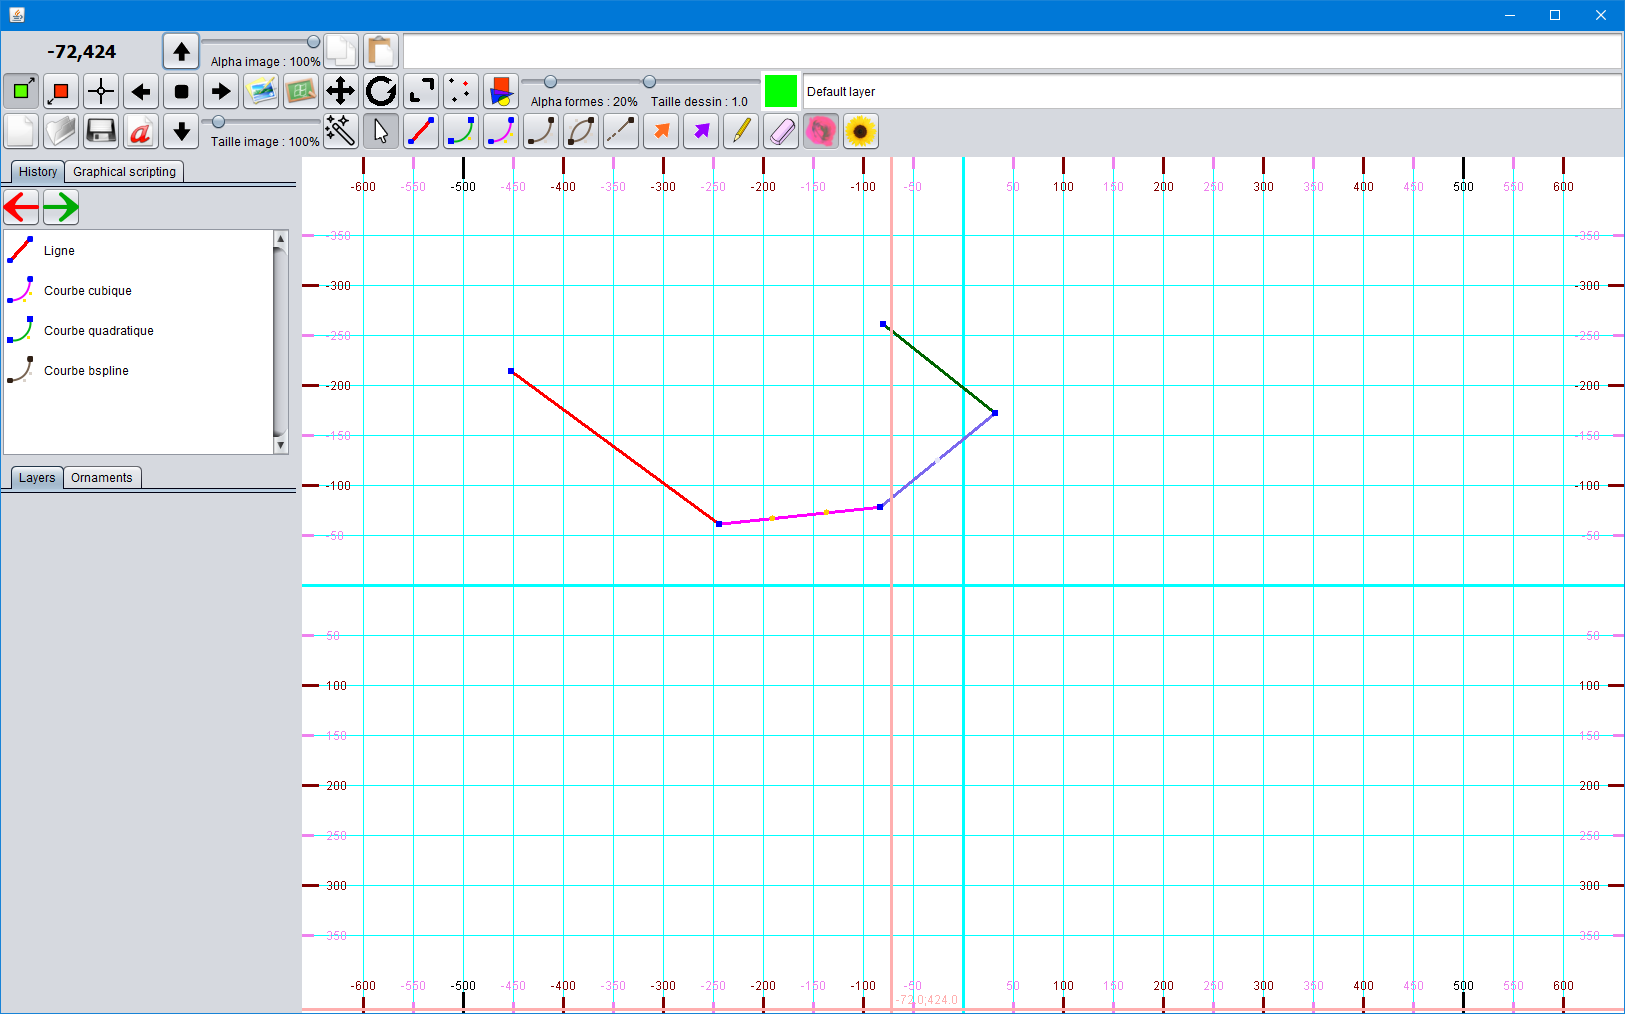 -72,424
Alpha image : 100%
Alpha formes : 20%
Taille dessin : 1.0
Default layer
Taille image : 100%
History
Graphical scripting
Ligne
Courbe cubique
Courbe quadratique
Courbe bspline
Layers
Ornaments
-600 -550 -500 -450 -400 -350 -300 -250 -200 -150 -100 -50 50 100 150 200 250 300 350 400 450 500 550 600
-350 -350
-300 -300
-250 -250
-200 -200
-150 -150
-100 -100
-50 -50
50 50
100 100
150 150
200 200
250 250
300 300
350 350
-600 -550 -500 -450 -400 -350 -300 -250 -200 -150 -100 -50 50 100 150 200 250 300 350 400 450 500 550 600
-72.0;424.0